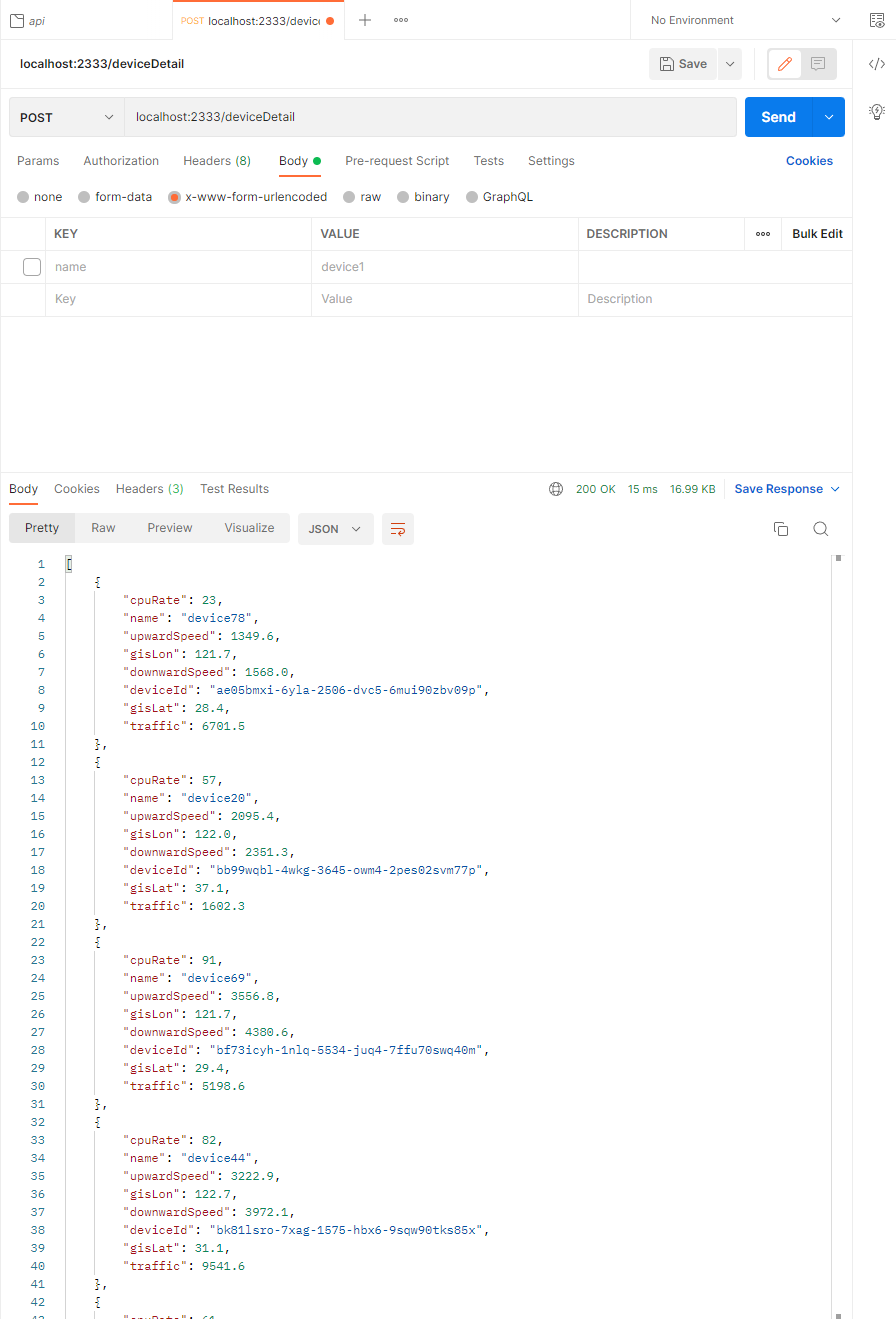 api
POST localhost:2333/device
No Environment
localhost:2333/deviceDetail
Save
POST
localhost:2333/deviceDetail
Send
Params Authorization Headers (8) Body Pre-request Script Tests Settings Cookies
none form-data x-www-form-urlencoded raw binary GraphQL
KEY VALUE DESCRIPTION Bulk Edit
name device1
Key Value Description
Body Cookies Headers (3) Test Results 200 OK 15 ms 16.99 KB Save Response
Pretty Raw Preview Visualize JSON
1 [
2 {
3 "cpuRate": 23,
4 "name": "device78",
5 "upwardSpeed": 1349.6,
6 "gisLon": 121.7,
7 "downwardSpeed": 1568.0,
8 "deviceId": "ae05bmxi-6yla-2506-dvc5-6mui90zbv09p",
9 "gisLat": 28.4,
10 "traffic": 6701.5
11 },
12 {
13 "cpuRate": 57,
14 "name": "device20",
15 "upwardSpeed": 2095.4,
16 "gisLon": 122.0,
17 "downwardSpeed": 2351.3,
18 "deviceId": "bb99wqbl-4wkg-3645-owm4-2pes02svm77p",
19 "gisLat": 37.1,
20 "traffic": 1602.3
21 },
22 {
23 "cpuRate": 91,
24 "name": "device69",
25 "upwardSpeed": 3556.8,
26 "gisLon": 121.7,
27 "downwardSpeed": 4380.6,
28 "deviceId": "bf73icyh-1nlq-5534-juq4-7ffu70swq40m",
29 "gisLat": 29.4,
30 "traffic": 5198.6
31 },
32 {
33 "cpuRate": 82,
34 "name": "device44",
35 "upwardSpeed": 3222.9,
36 "gisLon": 122.7,
37 "downwardSpeed": 3972.1,
38 "deviceId": "bk81lsro-7xag-1575-hbx6-9sqw90tks85x",
39 "gisLat": 31.1,
40 "traffic": 9541.6
41 },
42 {